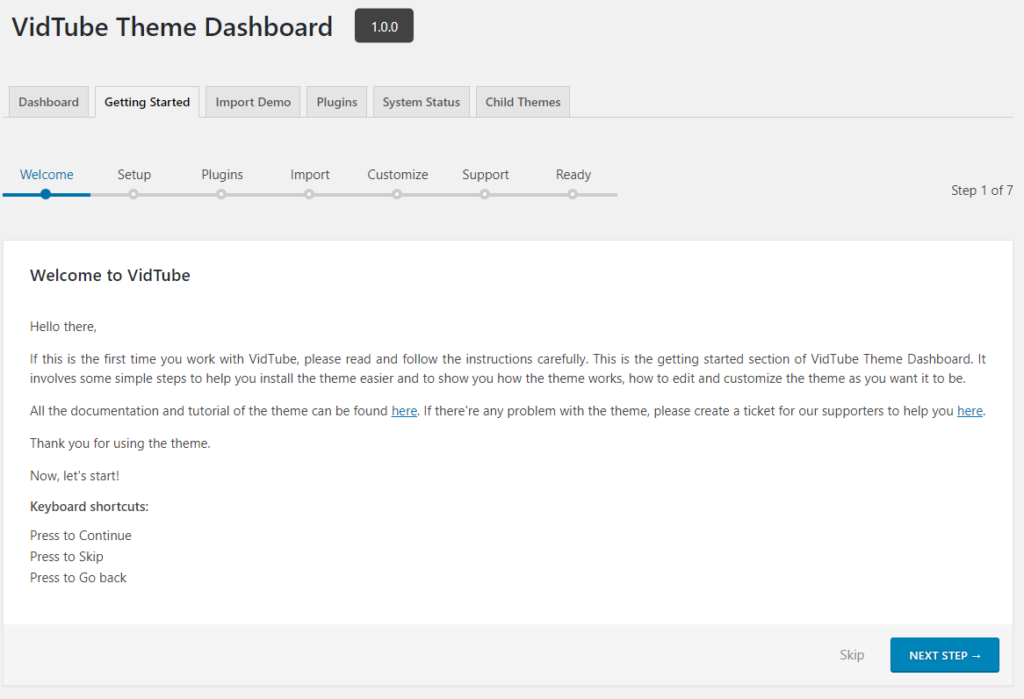 VidTube Theme Dashboard 1.0.0
Dashboard Getting Started Import Demo Plugins System Status Child Themes
Welcome Setup Plugins Import Customize Support Ready
Step 1 of 7
Welcome to VidTube
Hello there,
If this is the first time you work with VidTube, please read and follow the instructions carefully. This is the getting started section of VidTube Theme Dashboard. It
involves some simple steps to help you install the theme easier and to show you how the theme works, how to edit and customize the theme as you want it to be.
All the documentation and tutorial of the theme can be found here. If there're any problem with the theme, please create a ticket for our supporters to help you here.
Thank you for using the theme.
Now, let's start!
Keyboard shortcuts:
Press to Continue
Press to Skip
Press to Go back
Skip NEXT STEP →